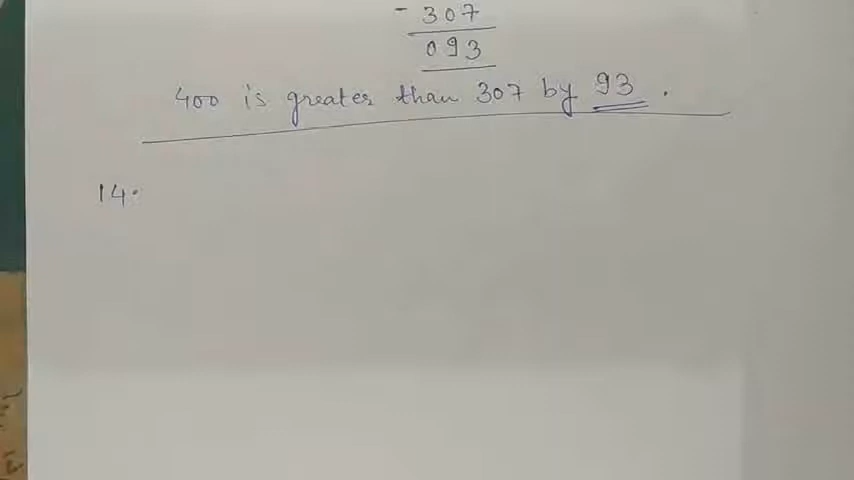 - 307
093
400 is greater than 307 by 93 .
14.